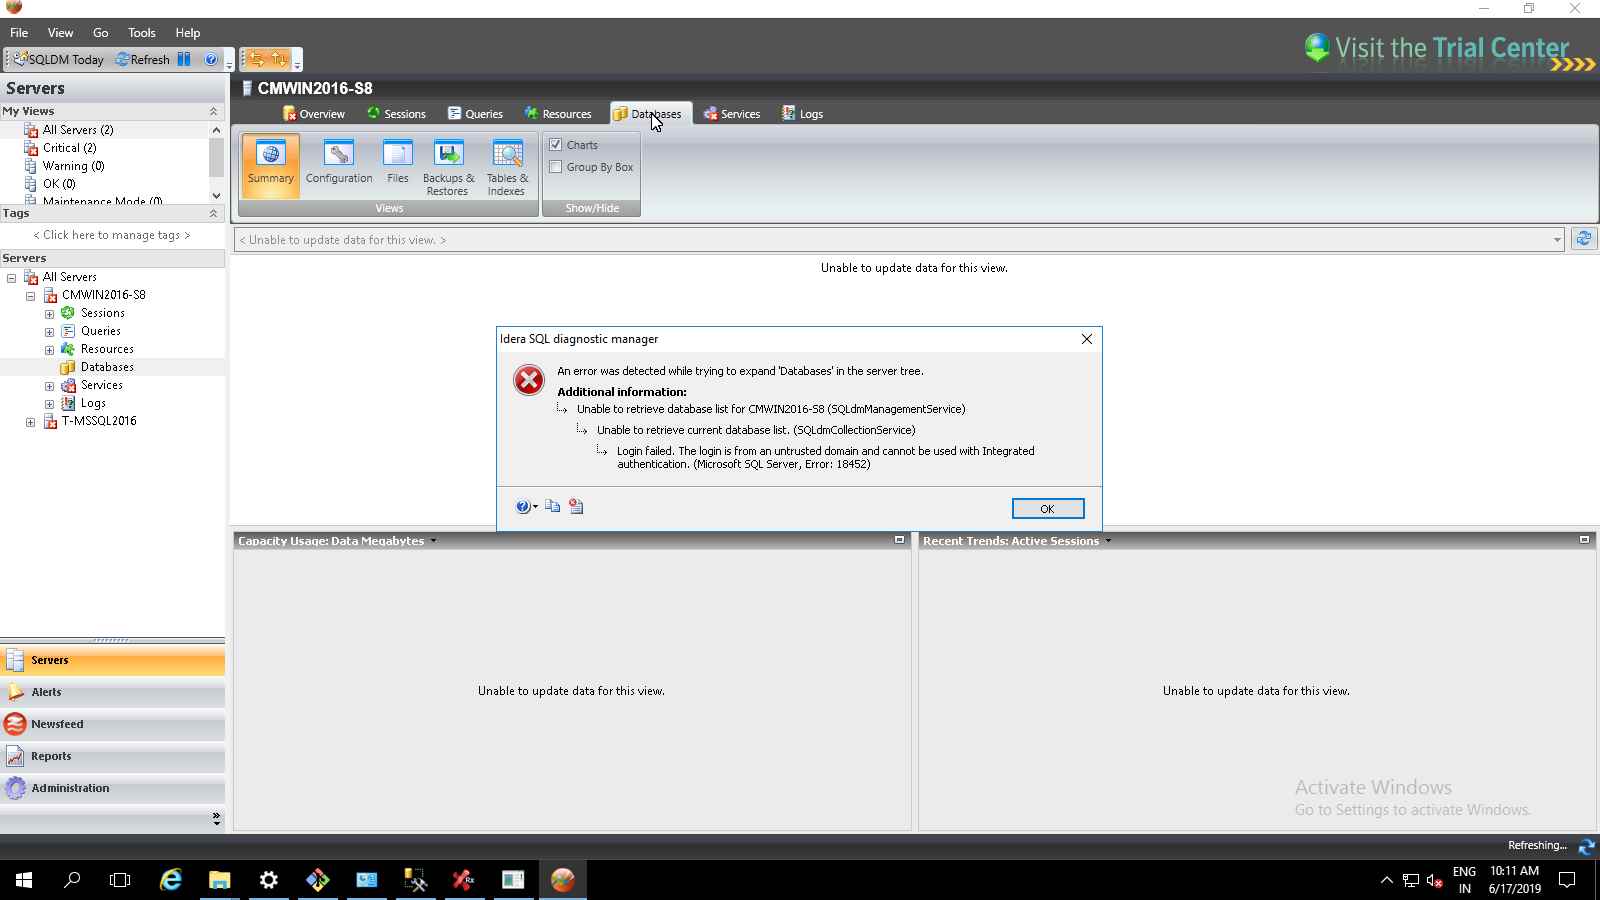 File View Go Tools Help
SQLDM Today Refresh
Visit the Trial Center
Servers
CMWIN2016-S8
My Views
Overview Sessions Queries Resources Databases Services Logs
All Servers (2)
Critical (2)
Warning (0)
OK (0)
Maintenance Mode (0)
Summary
Configuration
Files
Backups &
Restores
Tables &
Indexes
Views
Charts
Group By Box
Show/Hide
Tags
< Click here to manage tags >
< Unable to update data for this view. >
Servers
All Servers
CMWIN2016-S8
Sessions
Queries
Resources
Databases
Services
Logs
T-MSSQL2016
Unable to update data for this view.
Idera SQL diagnostic manager
An error was detected while trying to expand 'Databases' in the server tree.
Additional information:
Unable to retrieve database list for CMWIN2016-S8 (SQLdmManagementService)
Unable to retrieve current database list. (SQLdmCollectionService)
Login failed. The login is from an untrusted domain and cannot be used with Integrated
authentication. (Microsoft SQL Server, Error: 18452)
OK
Capacity Usage: Data Megabytes
Recent Trends: Active Sessions
Unable to update data for this view.
Unable to update data for this view.
Servers
Alerts
Newsfeed
Reports
Administration
Activate Windows
Go to Settings to activate Windows.
Refreshing...
ENG
IN
10:11 AM
6/17/2019